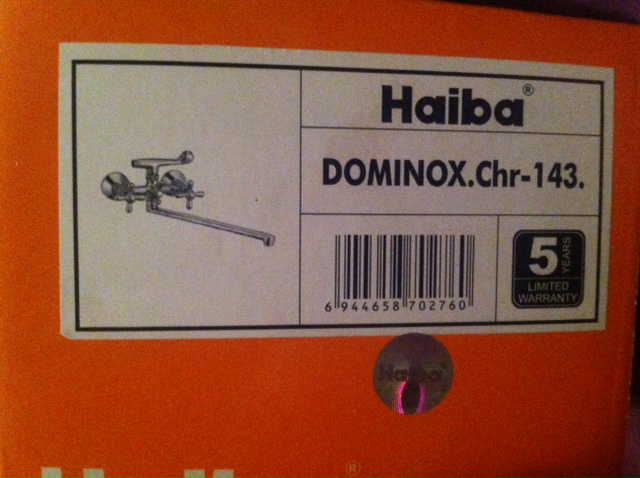 Haiba®
DOMINOX.Chr-143.
5 YEARS
LIMITED
WARRANTY
6 944658 702760
Haiba
®